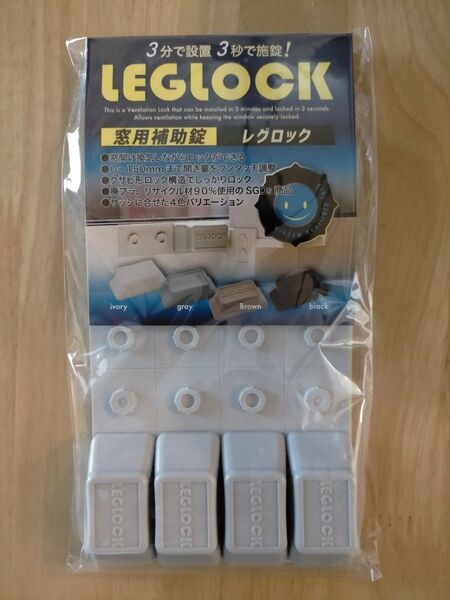 3分で設置 3秒で施錠!
LEGLOCK
This is a Ventilation Lock that can be installed in 3 minutes and locked in 3 seconds.
Allows ventilation while keeping the window securely locked.
窓用補助錠 レグロック
●窓開け換気しながらロックができる
●0～150mmまで開き量をワンタッチ調整
●クサビ形ロック構造でしっかりロック
●廃プラ、リサイクル材90%使用のSGDs商品
●サッシに合せた4色バリエーション
LEGLOCK
LEGLOCK
ivory gray Brown black
LEGLOCK LEGLOCK LEGLOCK LEGLOCK